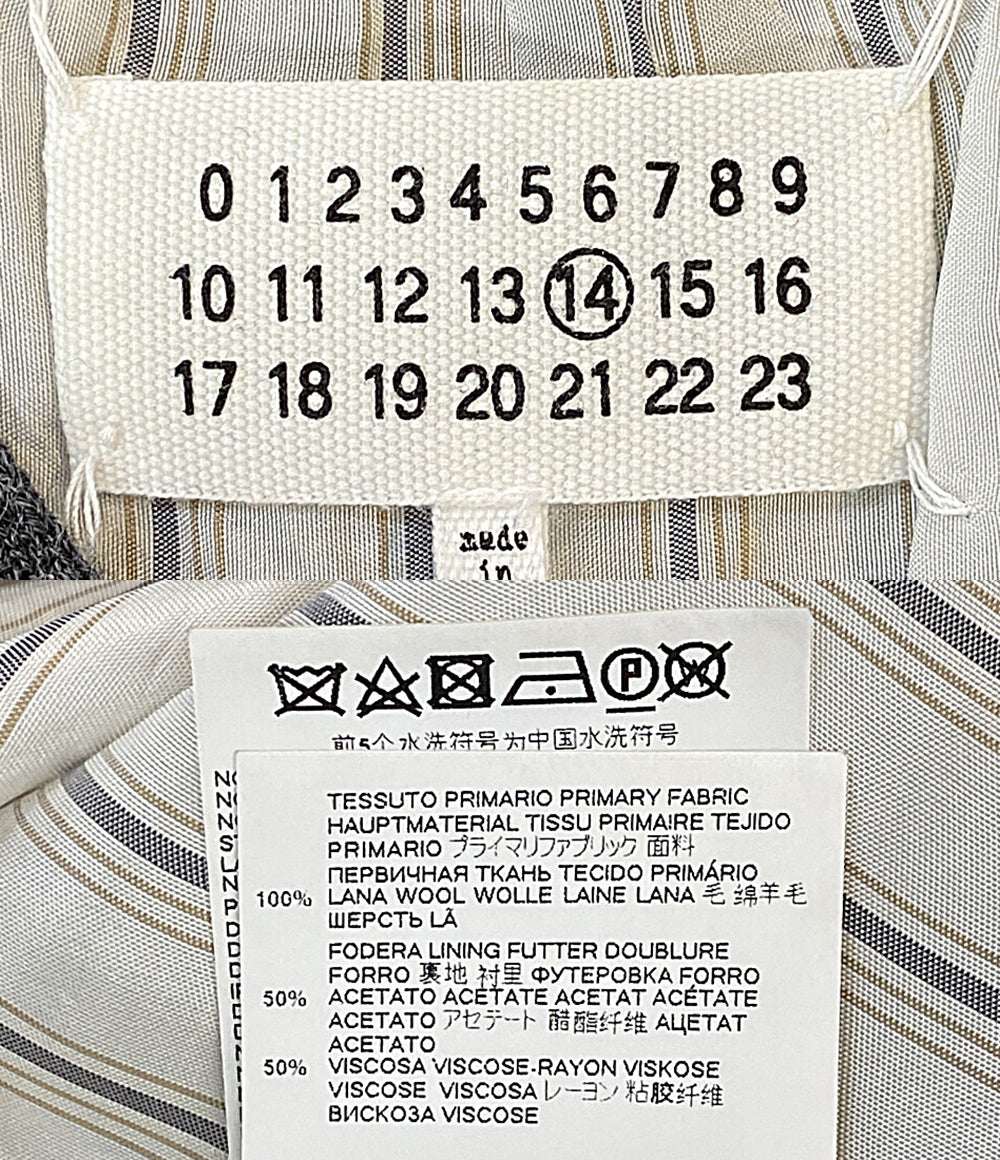 0 1 2 3 4 5 6 7 8 9
10 11 12 13 14 15 16
17 18 19 20 21 22 23
made
in
P
W
前5个水洗符号为中国水洗符号
TESSUTO PRIMARIO PRIMARY FABRIC
HAUPTMATERIAL TISSU PRIMAIRE TEJIDO
PRIMARIO プライマリファブリック 面料
ПЕРВИЧНАЯ ТКАНЬ TECIDO PRIMÁRIO
100% LANA WOOL WOLLE LAINE LANA 毛 绵羊毛
ШЕРСТЬ LÃ
FODERA LINING FUTTER DOUBLURE
FORRO 裏地 衬里 ФУТЕРОВКА FORRO
50% ACETATO ACETATE ACETAT ACÉTATE
ACETATO アセテート 醋酯纤维 АЦЕТАТ
ACETATO
50% VISCOSA VISCOSE-RAYON VISKOSE
VISCOSE VISCOSA レーヨン 粘胶纤维
ВИСКОЗА VISCOSE